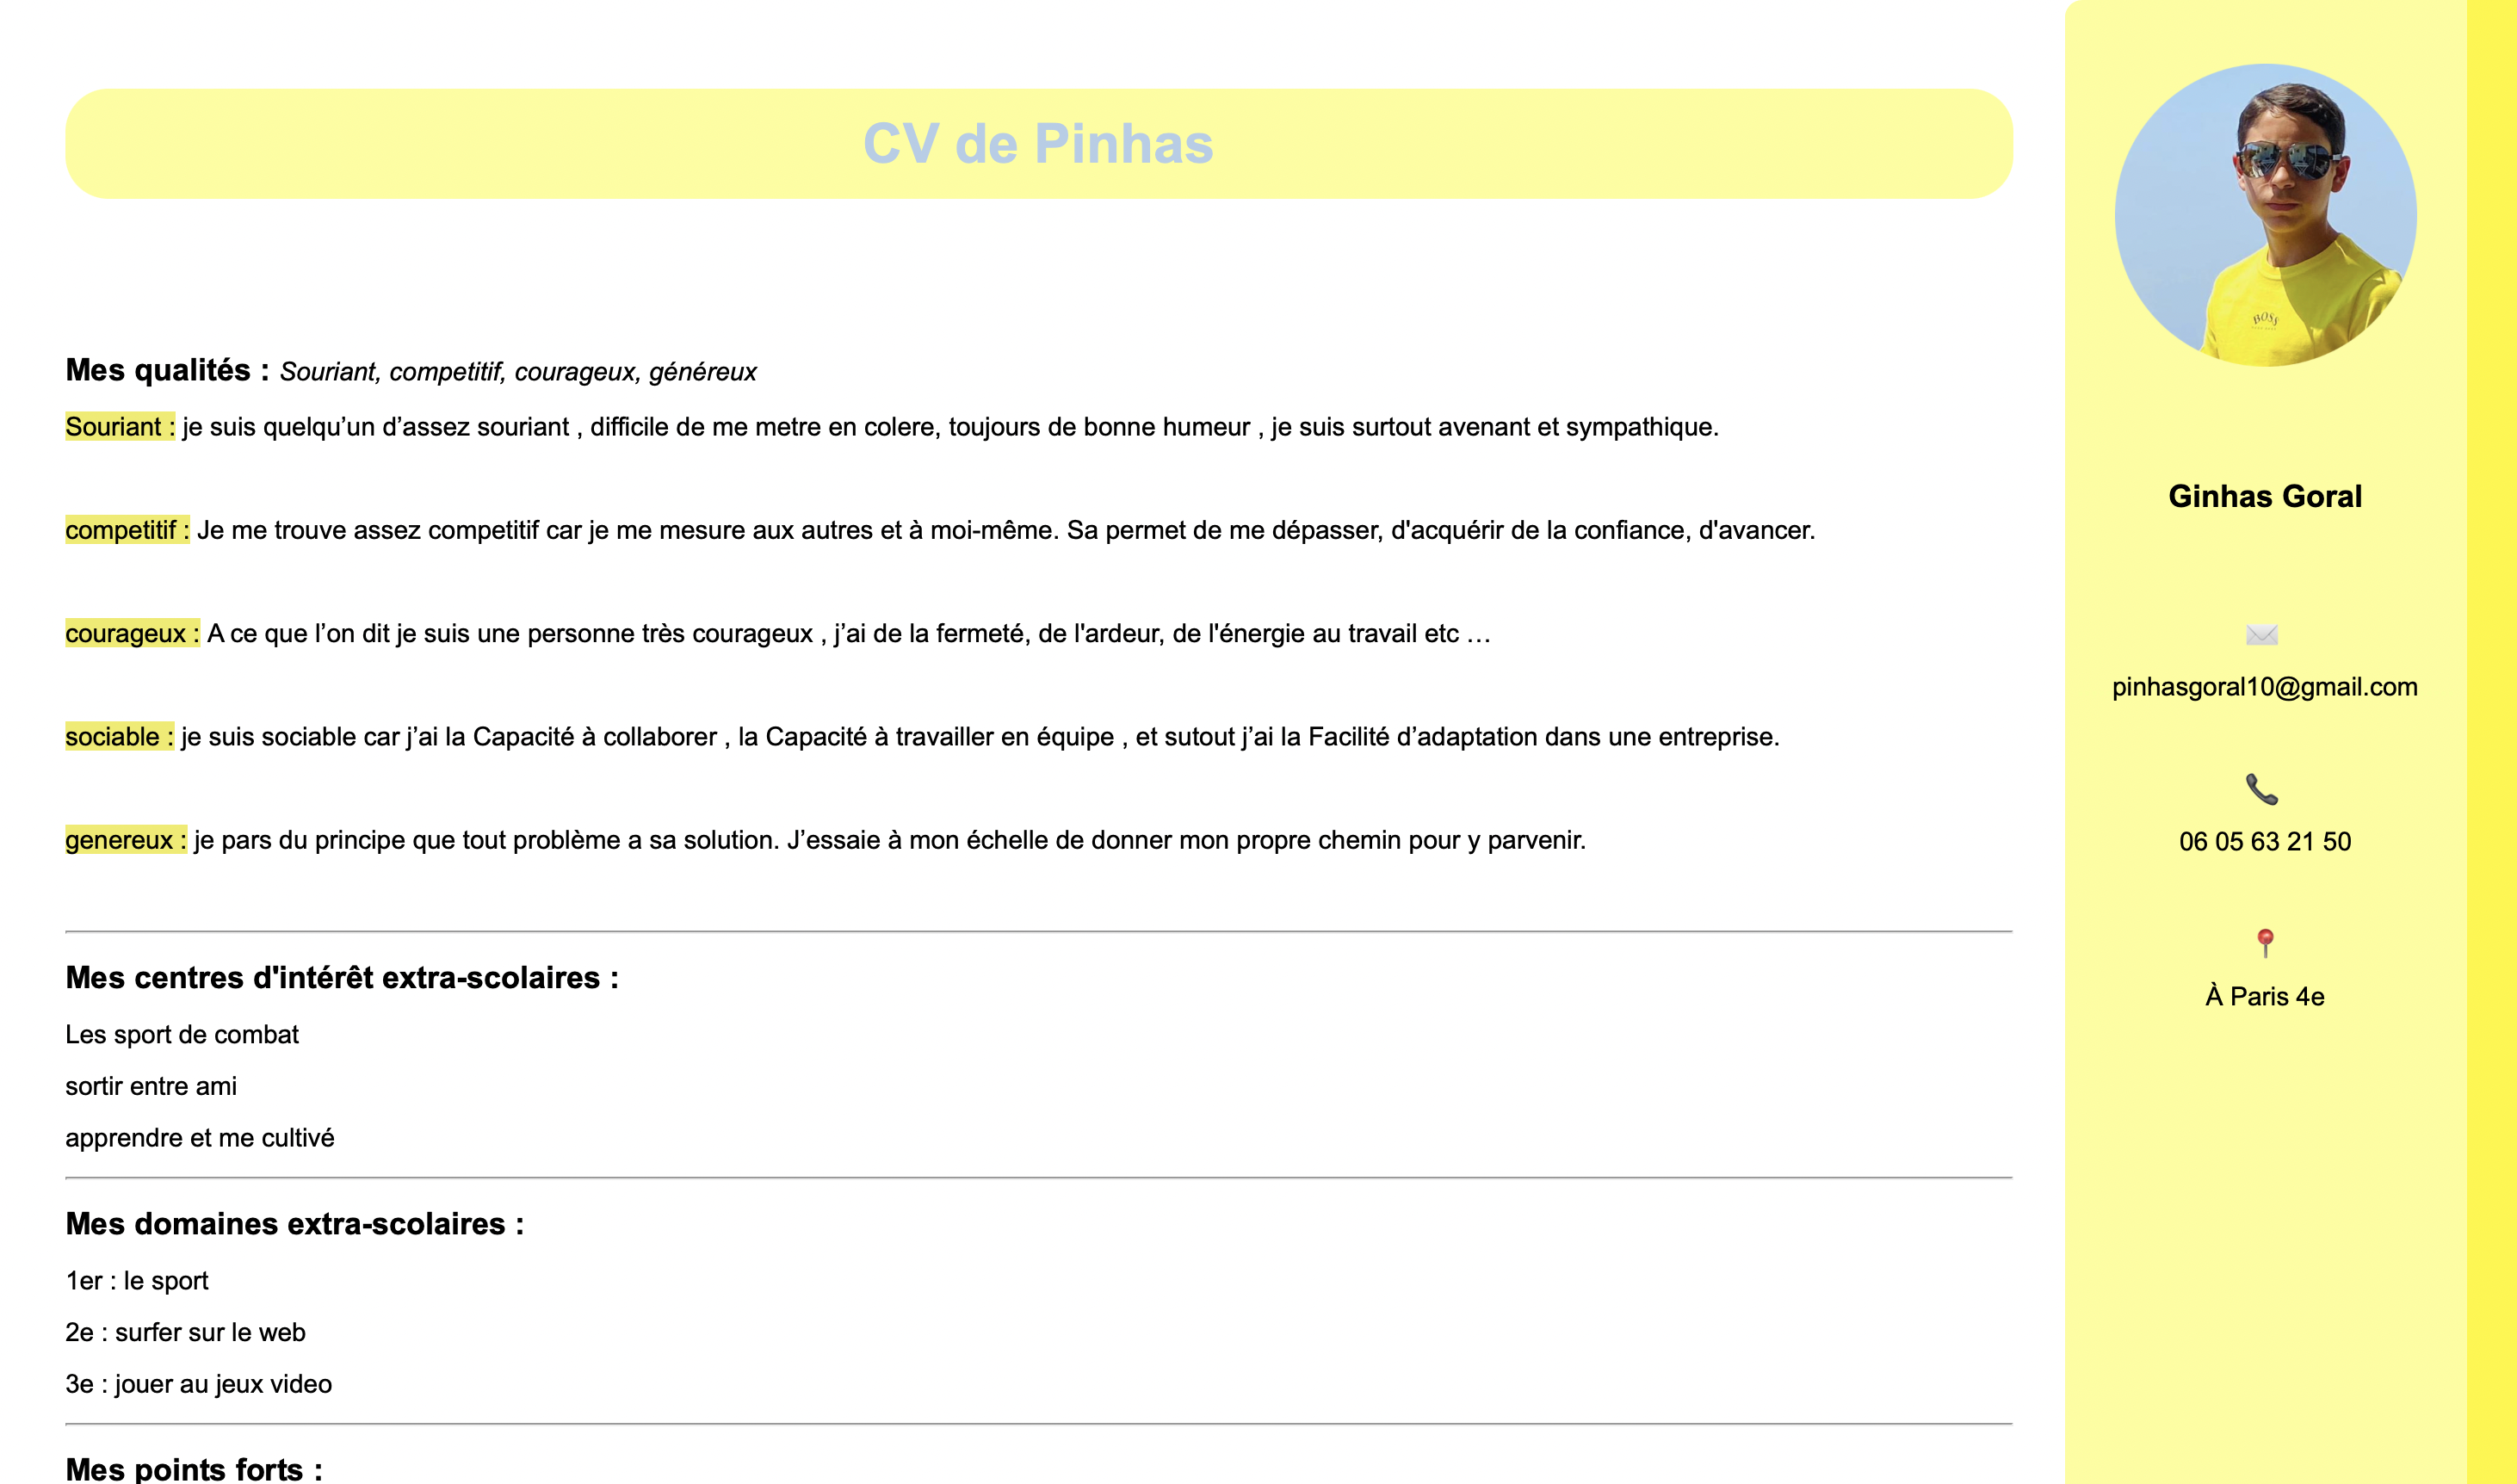 CV de Pinhas
Mes qualités : Souriant, competitif, courageux, généreux
Souriant : je suis quelqu’un d’assez souriant , difficile de me metre en colere, toujours de bonne humeur , je suis surtout avenant et sympathique.
competitif : Je me trouve assez competitif car je me mesure aux autres et à moi-même. Sa permet de me dépasser, d'acquérir de la confiance, d'avancer.
courageux : A ce que l’on dit je suis une personne très courageux , j’ai de la fermeté, de l'ardeur, de l'énergie au travail etc …
sociable : je suis sociable car j’ai la Capacité à collaborer , la Capacité à travailler en équipe , et sutout j’ai la Facilité d’adaptation dans une entreprise.
genereux : je pars du principe que tout problème a sa solution. J’essaie à mon échelle de donner mon propre chemin pour y parvenir.
Mes centres d'intérêt extra-scolaires :
Les sport de combat
sortir entre ami
apprendre et me cultivé
Mes domaines extra-scolaires :
1er : le sport
2e : surfer sur le web
3e : jouer au jeux video
Mes points forts :
BOSS
Ginhas Goral
pinhasgoral10@gmail.com
06 05 63 21 50
À Paris 4e